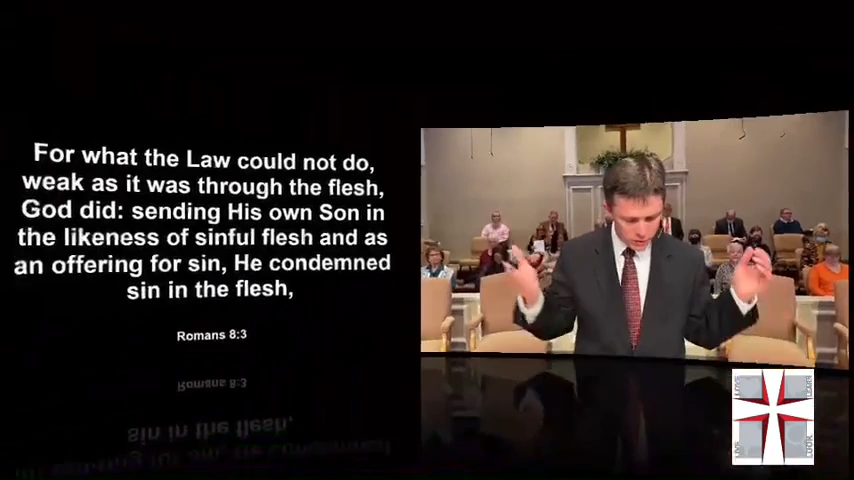 For what the Law could not do,
weak as it was through the flesh,
God did: sending His own Son in
the likeness of sinful flesh and as
an offering for sin, He condemned
sin in the flesh,
Romans 8:3